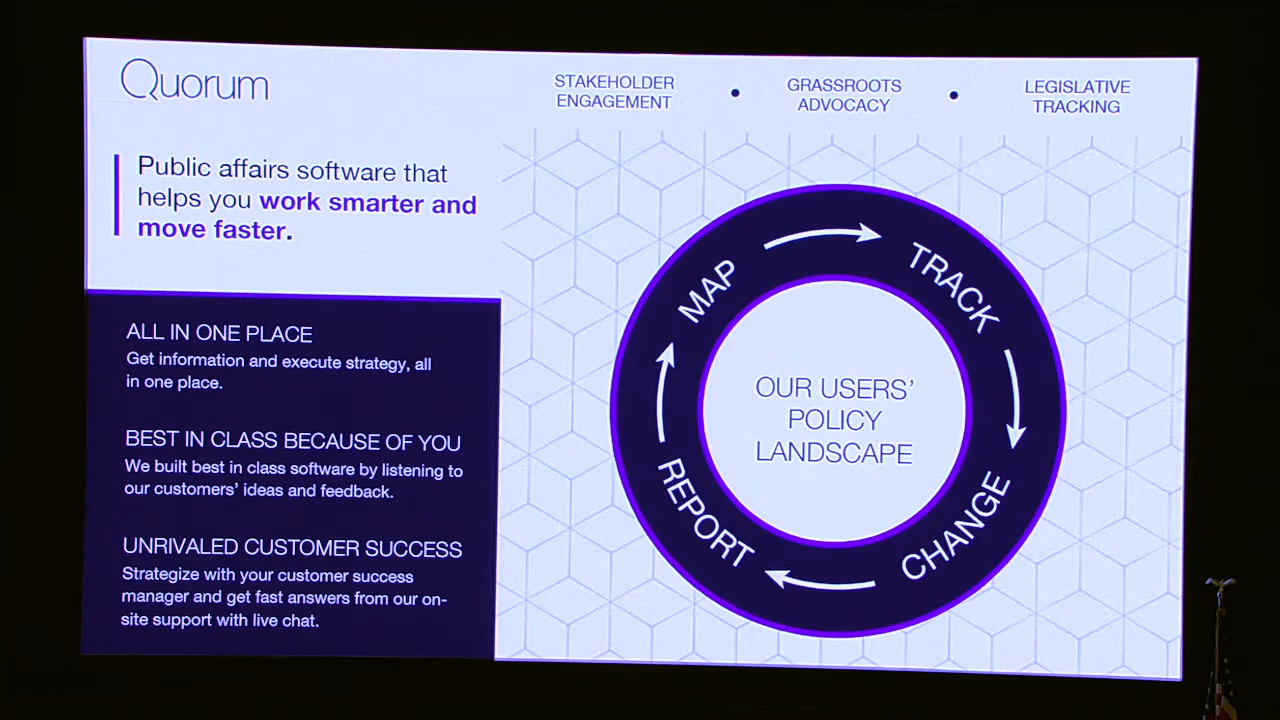 Quorum
STAKEHOLDER
ENGAGEMENT
•
GRASSROOTS
ADVOCACY
•
LEGISLATIVE
TRACKING
Public affairs software that
helps you work smarter and
move faster.
ALL IN ONE PLACE
Get information and execute strategy, all
in one place.
BEST IN CLASS BECAUSE OF YOU
We built best in class software by listening to
our customers’ ideas and feedback.
UNRIVALED CUSTOMER SUCCESS
Strategize with your customer success
manager and get fast answers from our on-
site support with live chat.
MAP
TRACK
CHANGE
REPORT
OUR USERS’
POLICY
LANDSCAPE